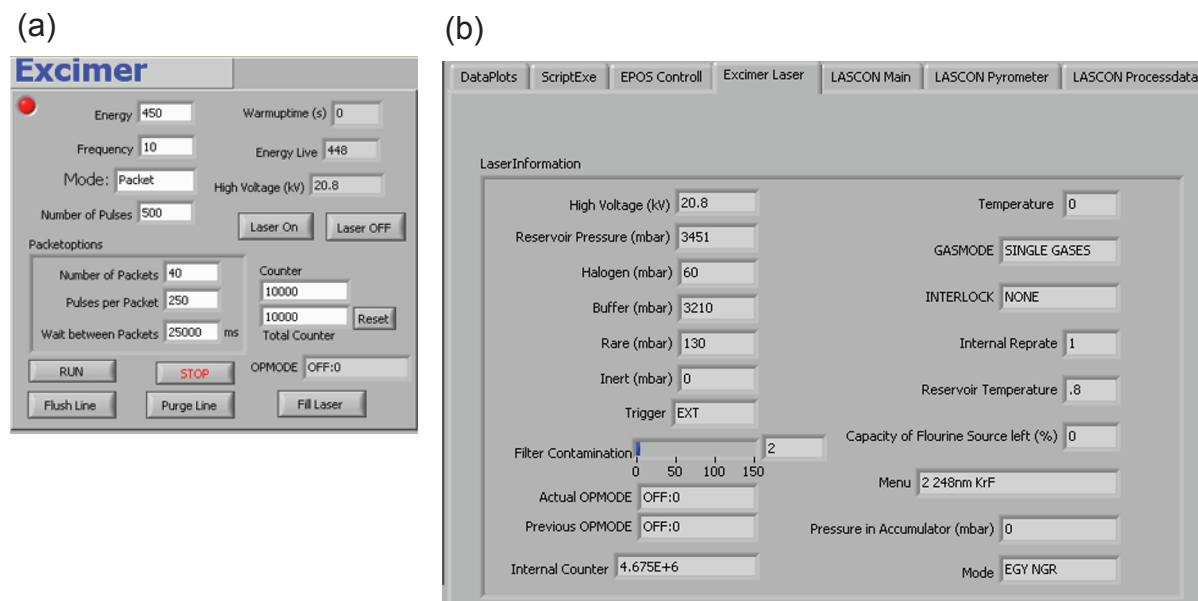 (a)
Excimer
Energy 450
Warmuptime (s) 0
Frequency 10
Energy Live 448
Mode: Packet
High Voltage (kV) 20.8
Number of Pulses 500
Laser On
Laser OFF
Packetoptions
Number of Packets 40
Pulses per Packet 250
Wait between Packets 25000 ms
Counter
10000
10000
Reset
Total Counter
RUN
STOP
OPMODE OFF:0
Flush Line
Purge Line
Fill Laser
(b)
DataPlots
ScriptExe
EPOS Controll
Excimer Laser
LASCON Main
LASCON Pyrometer
LASCON Processdata
LaserInformation
High Voltage (kV) 20.8
Reservoir Pressure (mbar) 3451
Halogen (mbar) 60
Buffer (mbar) 3210
Rare (mbar) 130
Inert (mbar) 0
Trigger EXT
Filter Contamination 2
0 50 100 150
Actual OPMODE OFF:0
Previous OPMODE OFF:0
Internal Counter 4.675E+6
Temperature 0
GASMODE SINGLE GASES
INTERLOCK NONE
Internal Reprate 1
Reservoir Temperature .8
Capacity of Flourine Source left (%) 0
Menu 2 248nm KrF
Pressure in Accumulator (mbar) 0
Mode EGY NGR